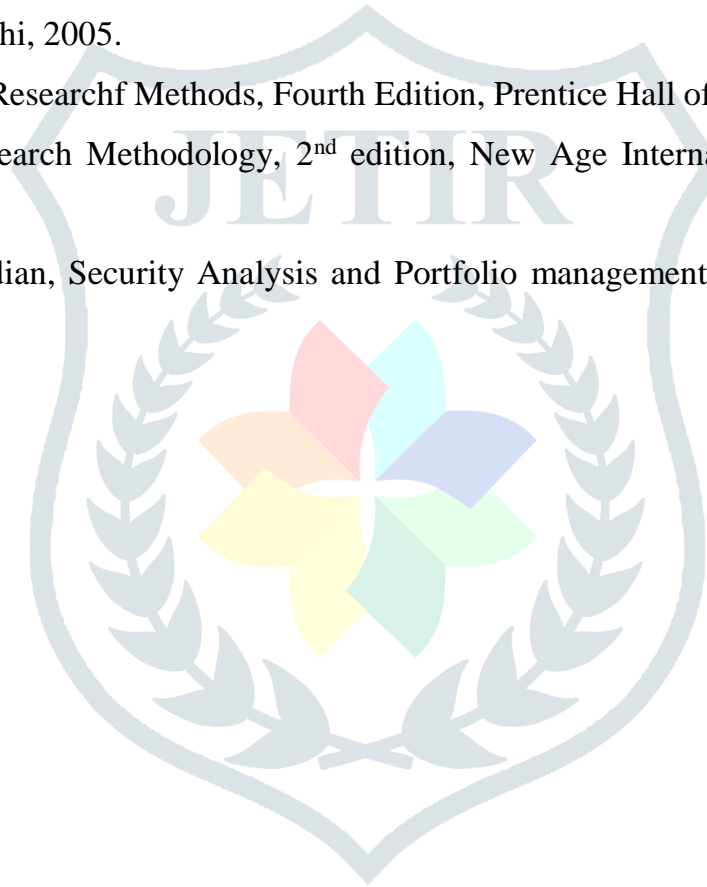 hi, 2005.
Researchf Methods, Fourth Edition, Prentice Hall of
earch Methodology, 2nd edition, New Age Interna
dian, Security Analysis and Portfolio management
JETIR